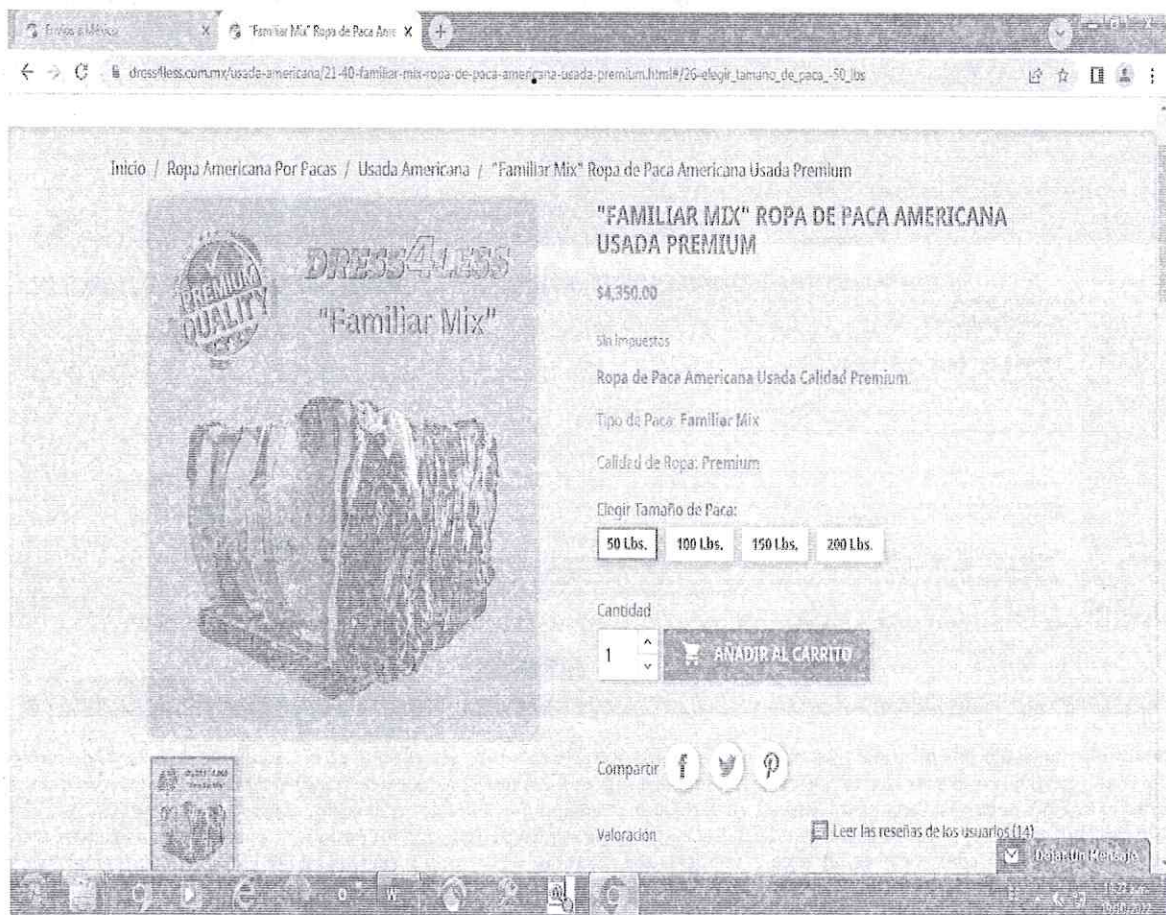 Envios a México
"Familiar Mix" Ropa de Paca Ame
dress4less.com.mx/usada-americana/21-40-familiar-mix-ropa-de-paca-americana-usada-premium.html#/26-elegir_tamano_de_paca_-50_lbs
Inicio / Ropa Americana Por Pacas / Usada Americana / "Familiar Mix" Ropa de Paca Americana Usada Premium
PREMIUM
QUALITY
DRESS4LESS
"Familiar Mix"
"FAMILIAR MIX" ROPA DE PACA AMERICANA
USADA PREMIUM
$4,350.00
Sin impuestos
Ropa de Paca Americana Usada Calidad Premium.
Tipo de Paca: Familiar Mix
Calidad de Ropa: Premium
Elegir Tamaño de Paca:
50 Lbs. 100 Lbs. 150 Lbs. 200 Lbs.
Cantidad
1 AÑADIR AL CARRITO
Compartir
Valoración
Leer las reseñas de los usuarios (14)
Dejar Un Mensaje
19/10/2022